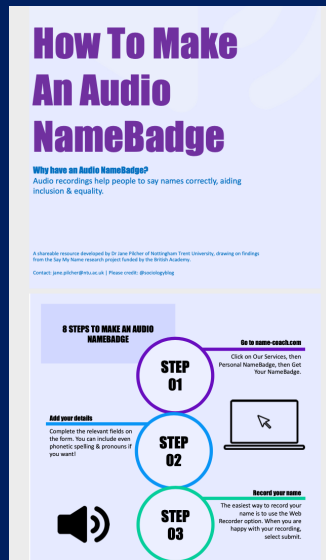 How To Make
An Audio
NameBadge
Why have an Audio NameBadge?
Audio recordings help people to say names correctly, aiding
inclusion & equality.
A shareable resource developed by Dr Jane Pilcher of Nottingham Trent University, drawing on findings
from the Say My Name research project funded by the British Academy.
Contact: jane.pilcher@ntu.ac.uk | Please credit: @sociologyblog
8 STEPS TO MAKE AN AUDIO
NAMEBADGE
STEP
01
Go to name-coach.com
Click on Our Services, then
Personal NameBadge, then Get
Your NameBadge.
Add your details
Complete the relevant fields on
the form. You can include even
phonetic spelling & pronouns if
you want!
STEP
02
STEP
03
Record your name
The easiest way to record your
name is to use the Web
Recorder option. When you are
happy with your recording,
select submit.